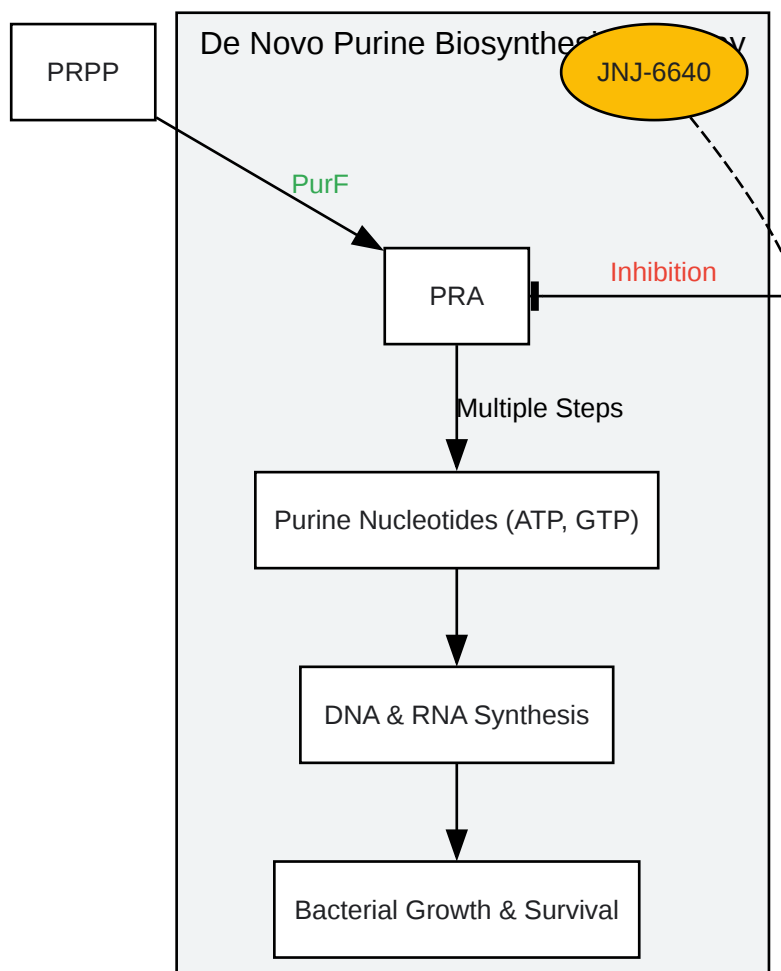 De Novo Purine Biosynthesis
PRPP
JNJ-6640
PurF
Inhibition
PRA
Multiple Steps
Purine Nucleotides (ATP, GTP)
DNA & RNA Synthesis
Bacterial Growth & Survival